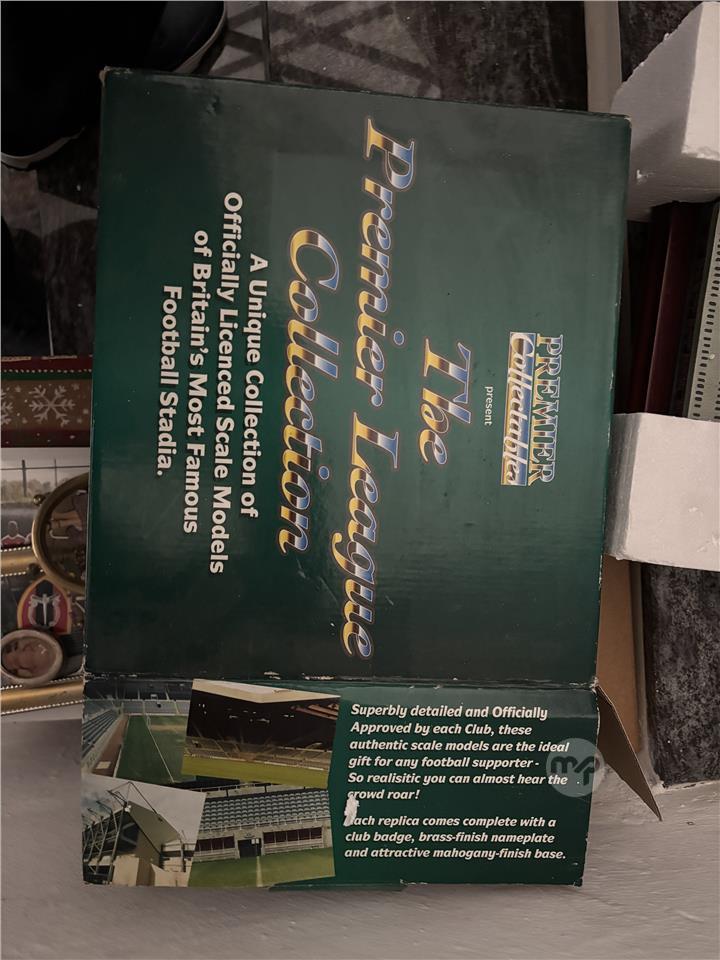 PREMIER
Collectables
present
The
Premier League
Collection
A Unique Collection of
Officially Licenced Scale Models
of Britain's Most Famous
Football Stadia.
Superbly detailed and Officially
Approved by each Club, these
authentic scale models are the ideal
gift for any football supporter -
So realisitic you can almost hear the
crowd roar!
Each replica comes complete with a
club badge, brass-finish nameplate
and attractive mahogany-finish base.